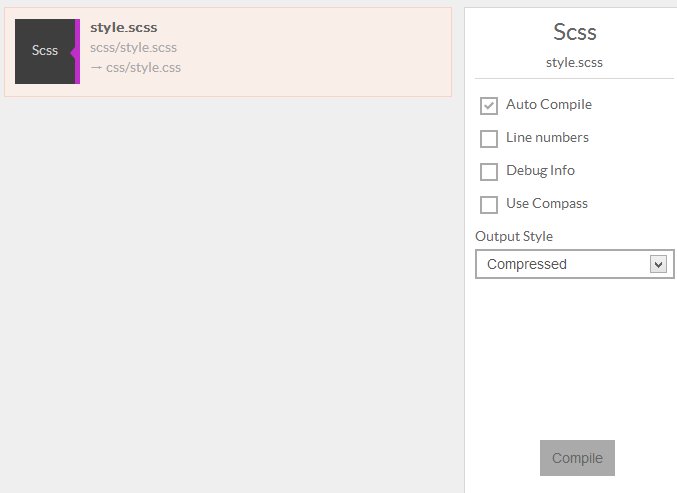 Scss
style.scss
scss/style.scss
→ css/style.css
Scss
style.scss
Auto Compile
Line numbers
Debug Info
Use Compass
Output Style
Compressed
Compile